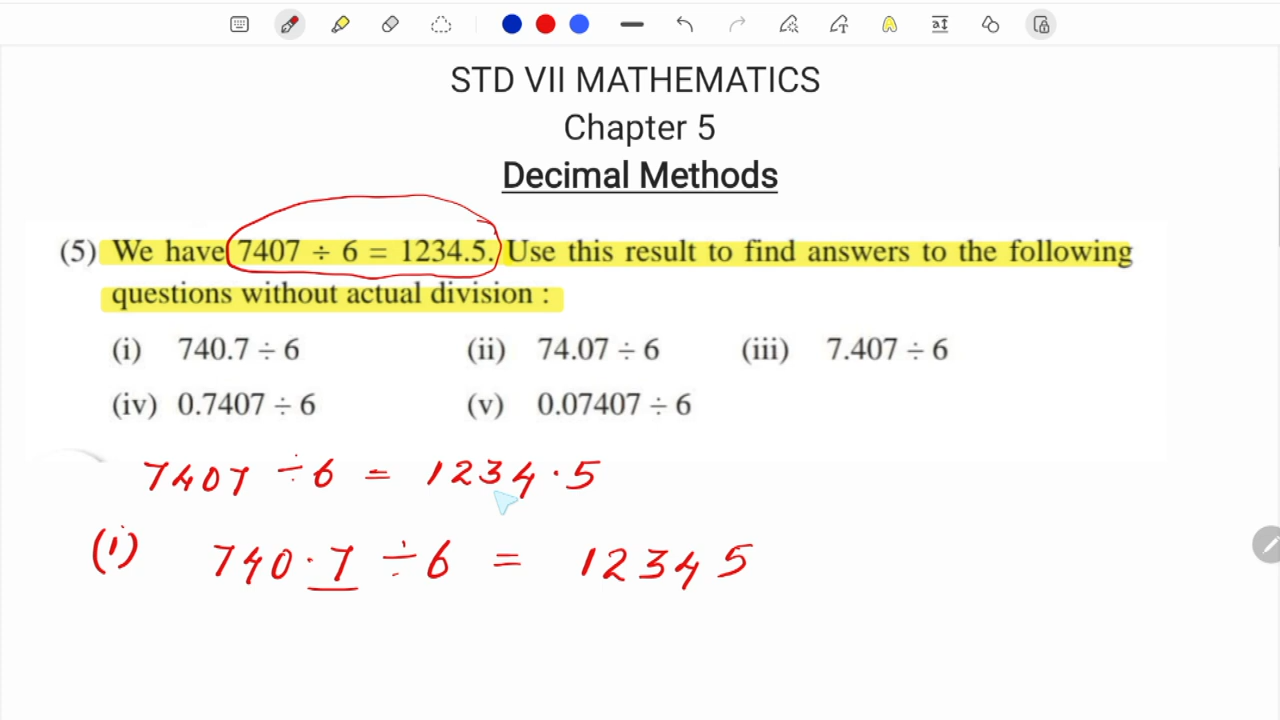 STD VII MATHEMATICS
Chapter 5
Decimal Methods
(5) We have 7407 ÷ 6 = 1234.5. Use this result to find answers to the following
questions without actual division :
(i) 740.7 ÷ 6 (ii) 74.07 ÷ 6 (iii) 7.407 ÷ 6
(iv) 0.7407 ÷ 6 (v) 0.07407 ÷ 6
7407 ÷ 6 = 1234.5
(i) 740.7 ÷ 6 = 12345